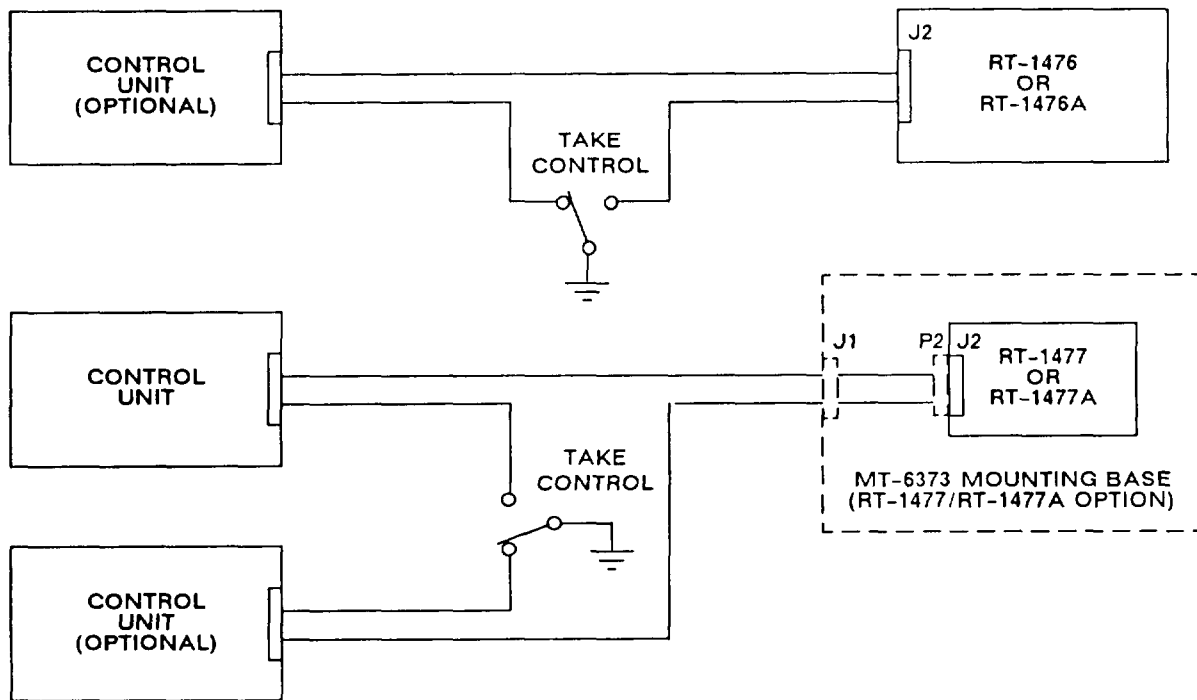 CONTROL
UNIT
(OPTIONAL)
J2
RT-1476
OR
RT-1476A
TAKE
CONTROL
CONTROL
UNIT
J1
P2
J2
RT-1477
OR
RT-1477A
TAKE
CONTROL
MT-6373 MOUNTING BASE
(RT-1477/RT-1477A OPTION)
CONTROL
UNIT
(OPTIONAL)